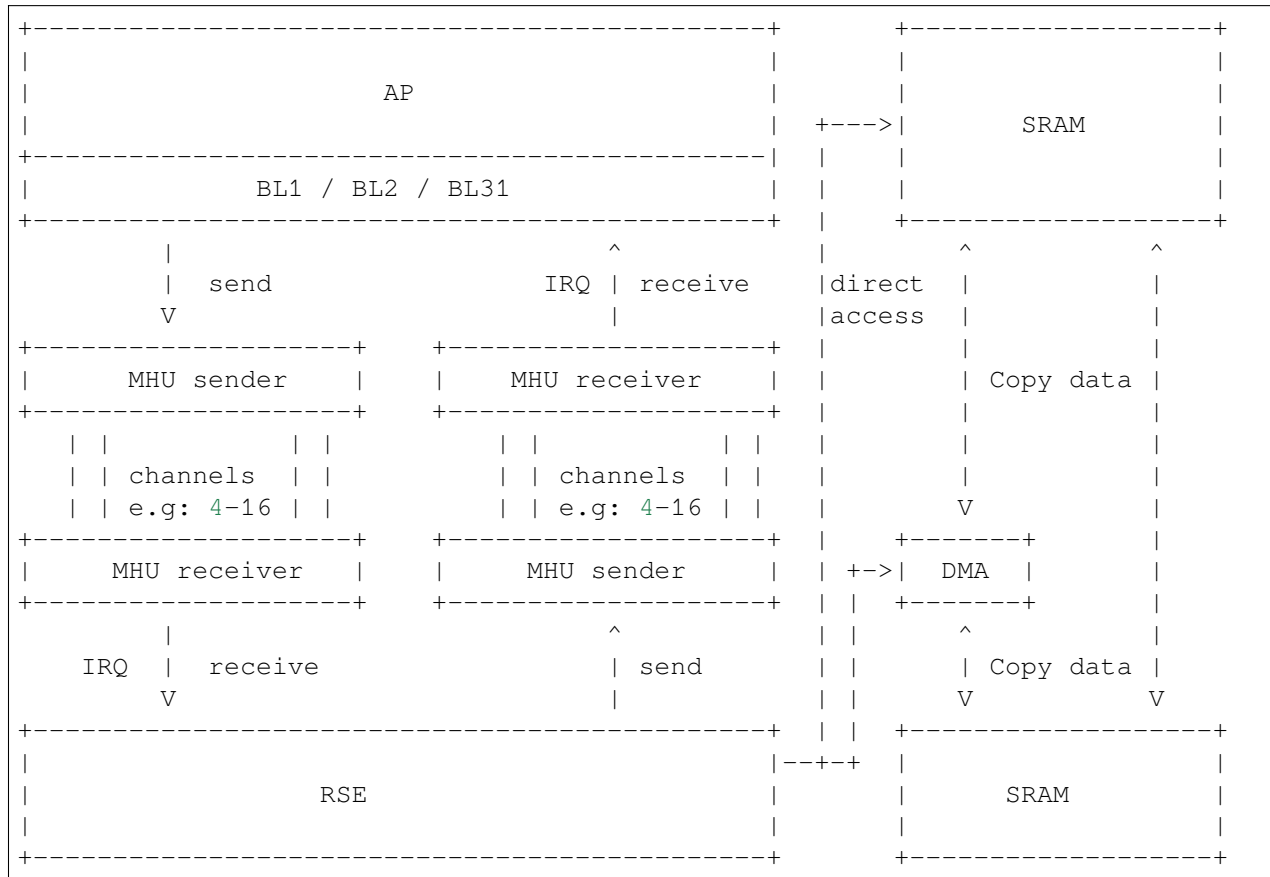 AP
SRAM
BL1 / BL2 / BL31
send IRQ receive direct
access
MHU sender MHU receiver Copy data
channels channels
e.g: 4-16 e.g: 4-16
MHU receiver MHU sender DMA
IRQ receive send Copy data
RSE SRAM